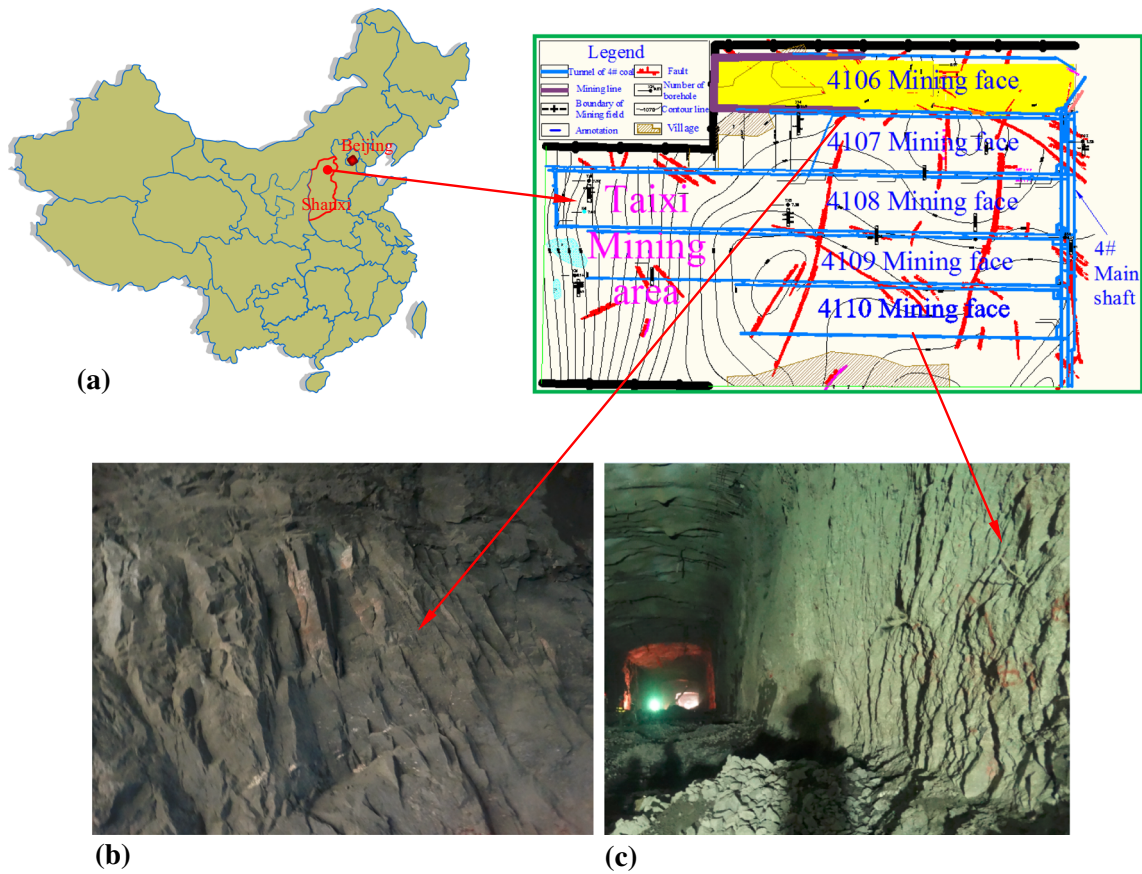 Beijing
Shanxi
(a)
Legend
Tunnel of 4# coal
Fault
Mining line
Number of borehole
Boundary of Mining field
Contour line
Annotation
Village
4106 Mining face
4107 Mining face
4108 Mining face
4109 Mining face
4110 Mining face
Taixi
Mining
area
4#
Main
shaft
(b)
(c)